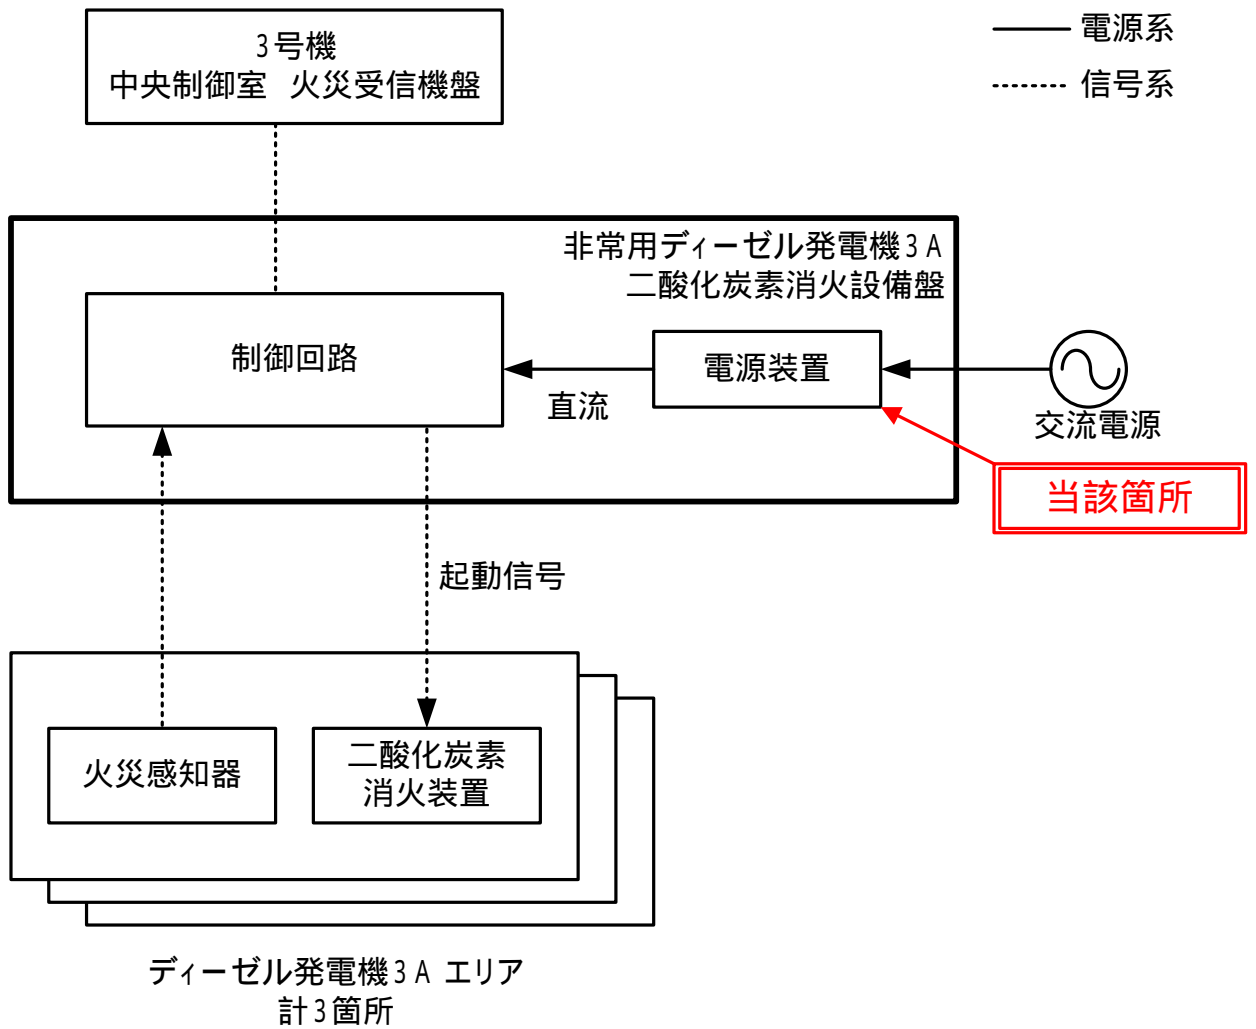 3号機
中央制御室 火災受信機盤
電源系
信号系
非常用ディーゼル発電機3A
二酸化炭素消火設備盤
制御回路
電源装置
直流
交流電源
当該箇所
起動信号
火災感知器
二酸化炭素
消火装置
ディーゼル発電機3A エリア
計3箇所